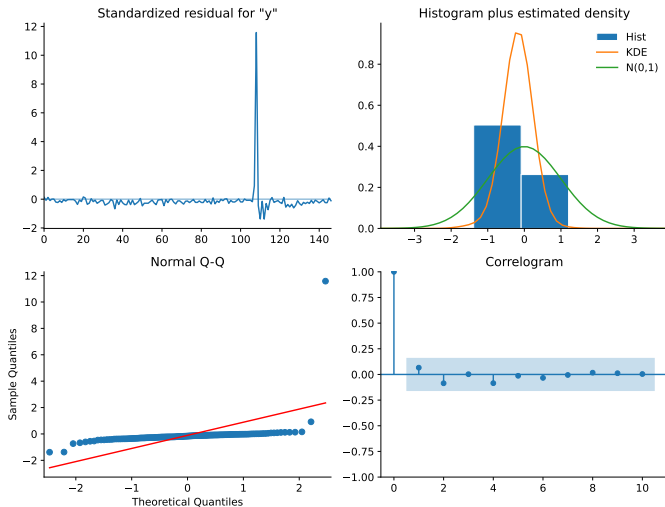 Standardized residual for "y"
12
10
8
6
4
2
0
−2
0 20 40 60 80 100 120 140
Histogram plus estimated density
Hist
KDE
N(0,1)
0.8
0.6
0.4
0.2
0.0
−3 −2 −1 0 1 2 3
Normal Q-Q
12
10
8
6
4
2
0
−2
Sample Quantiles
−2 −1 0 1 2
Theoretical Quantiles
Correlogram
1.00
0.75
0.50
0.25
0.00
−0.25
−0.50
−0.75
−1.00
0 2 4 6 8 10